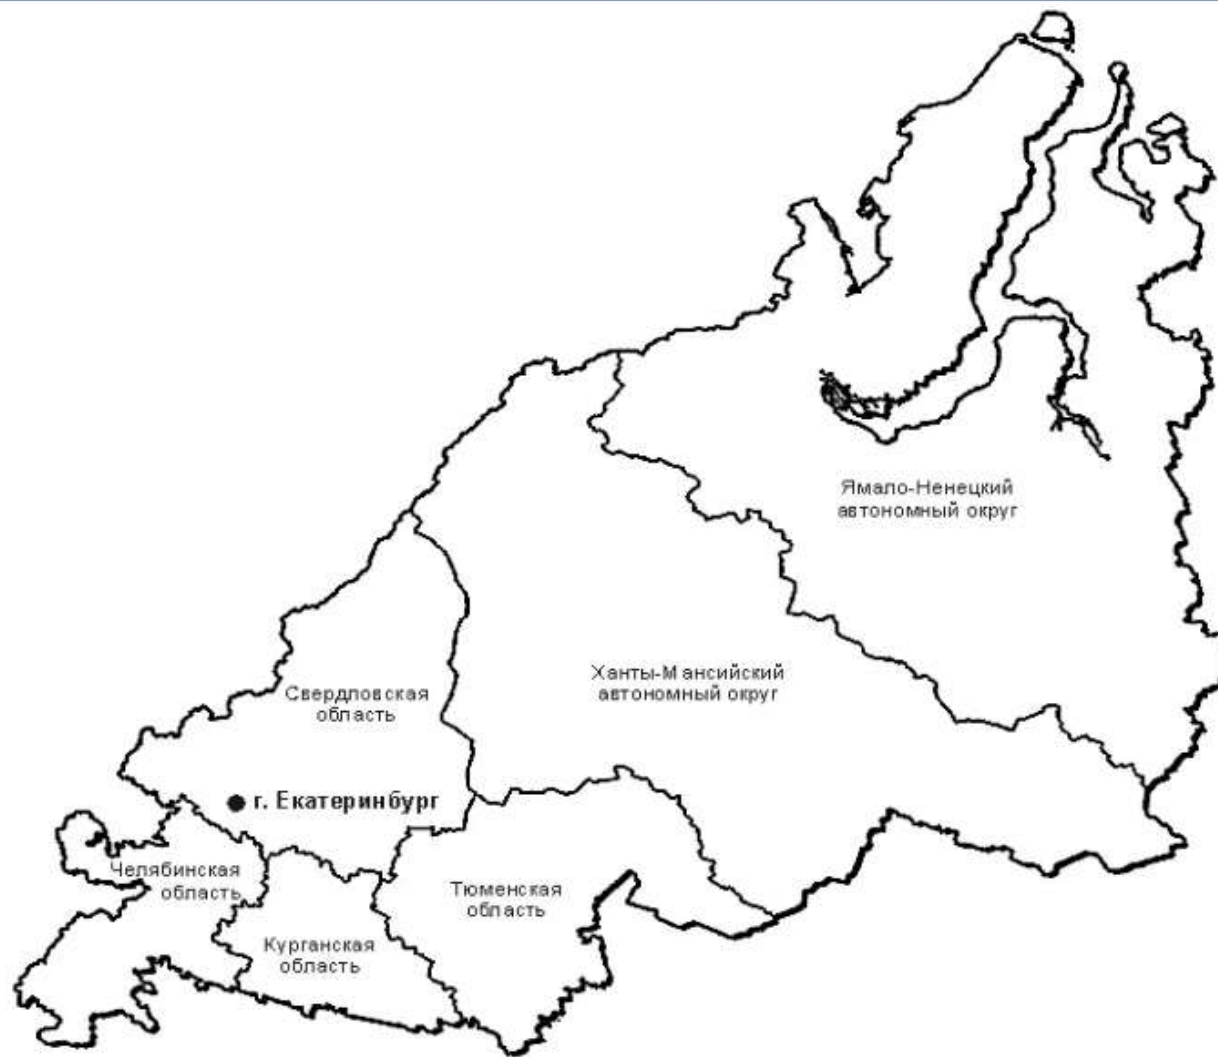 Ямало-Ненецкий
автономный округ
Ханты-Мансийский
автономный округ
Свердловская
область
г. Екатеринбург
Челябинская
область
Тюменская
область
Курганская
область